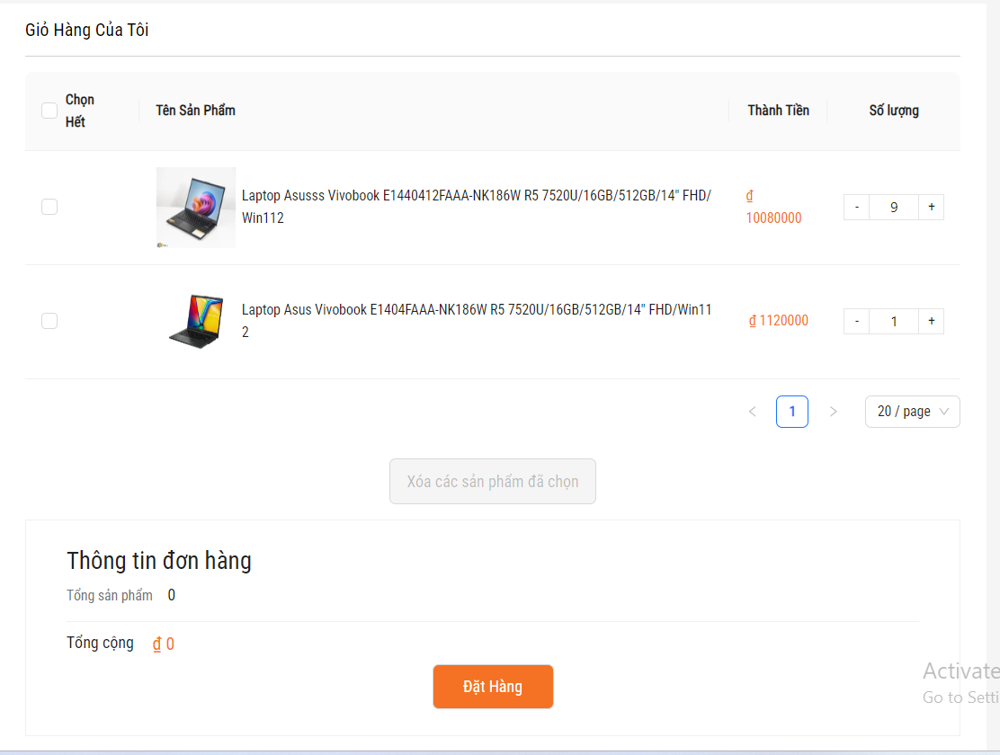 Giỏ Hàng Của Tôi
Chọn
Hết
Tên Sản Phẩm
Thành Tiền
Số lượng
Laptop Asusss Vivobook E1440412FAAA-NK186W R5 7520U/16GB/512GB/14" FHD/
Win112
₫
10080000
- 9 +
Laptop Asus Vivobook E1404FAAA-NK186W R5 7520U/16GB/512GB/14" FHD/Win11
2
₫ 1120000
- 1 +
< 1 >
20 / page
Xóa các sản phẩm đã chọn
Thông tin đơn hàng
Tổng sản phẩm 0
Tổng cộng ₫ 0
Đặt Hàng
Activate
Go to Setti